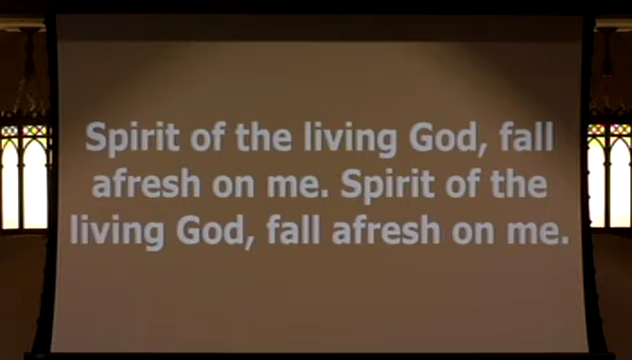 Spirit of the living God, fall
afresh on me. Spirit of the
living God, fall afresh on me.